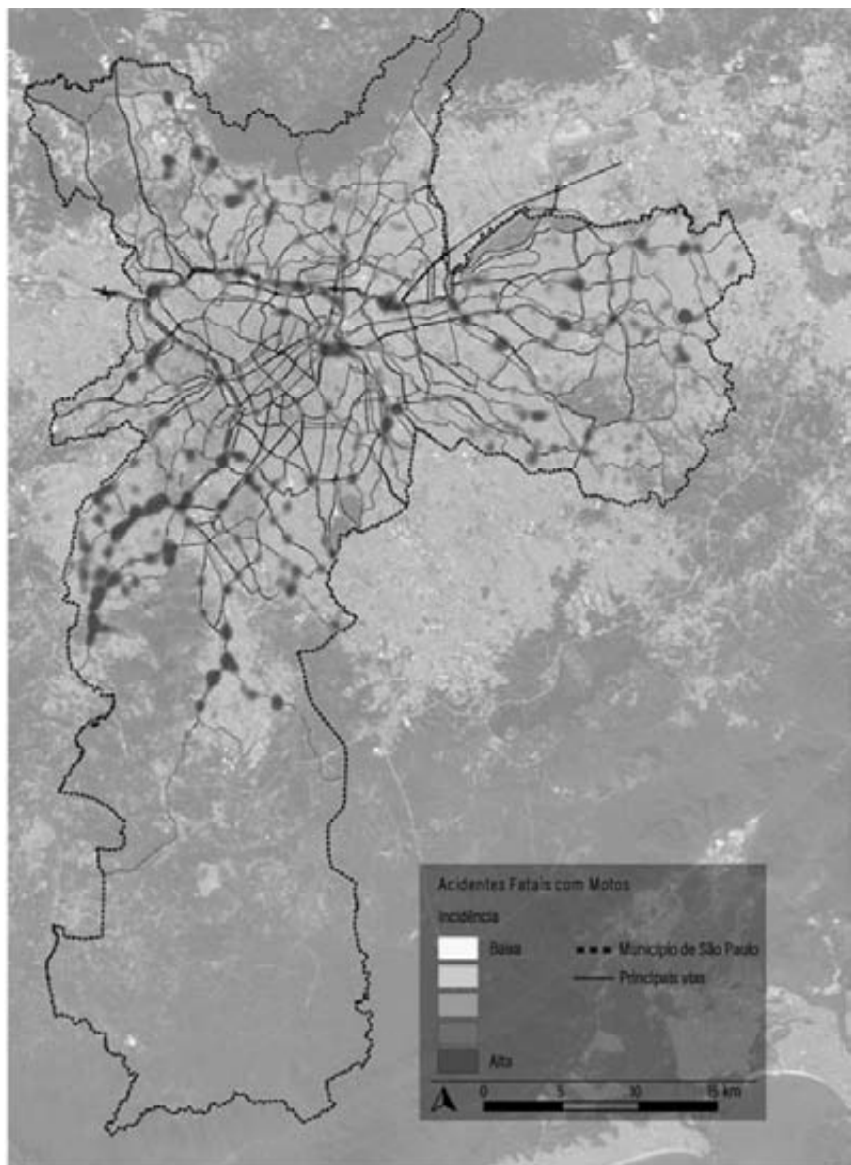 Acidentes Fatais com Motos
Incidência
Baixa
Município de São Paulo
Principais vias
Alta
0 5 10 15 km